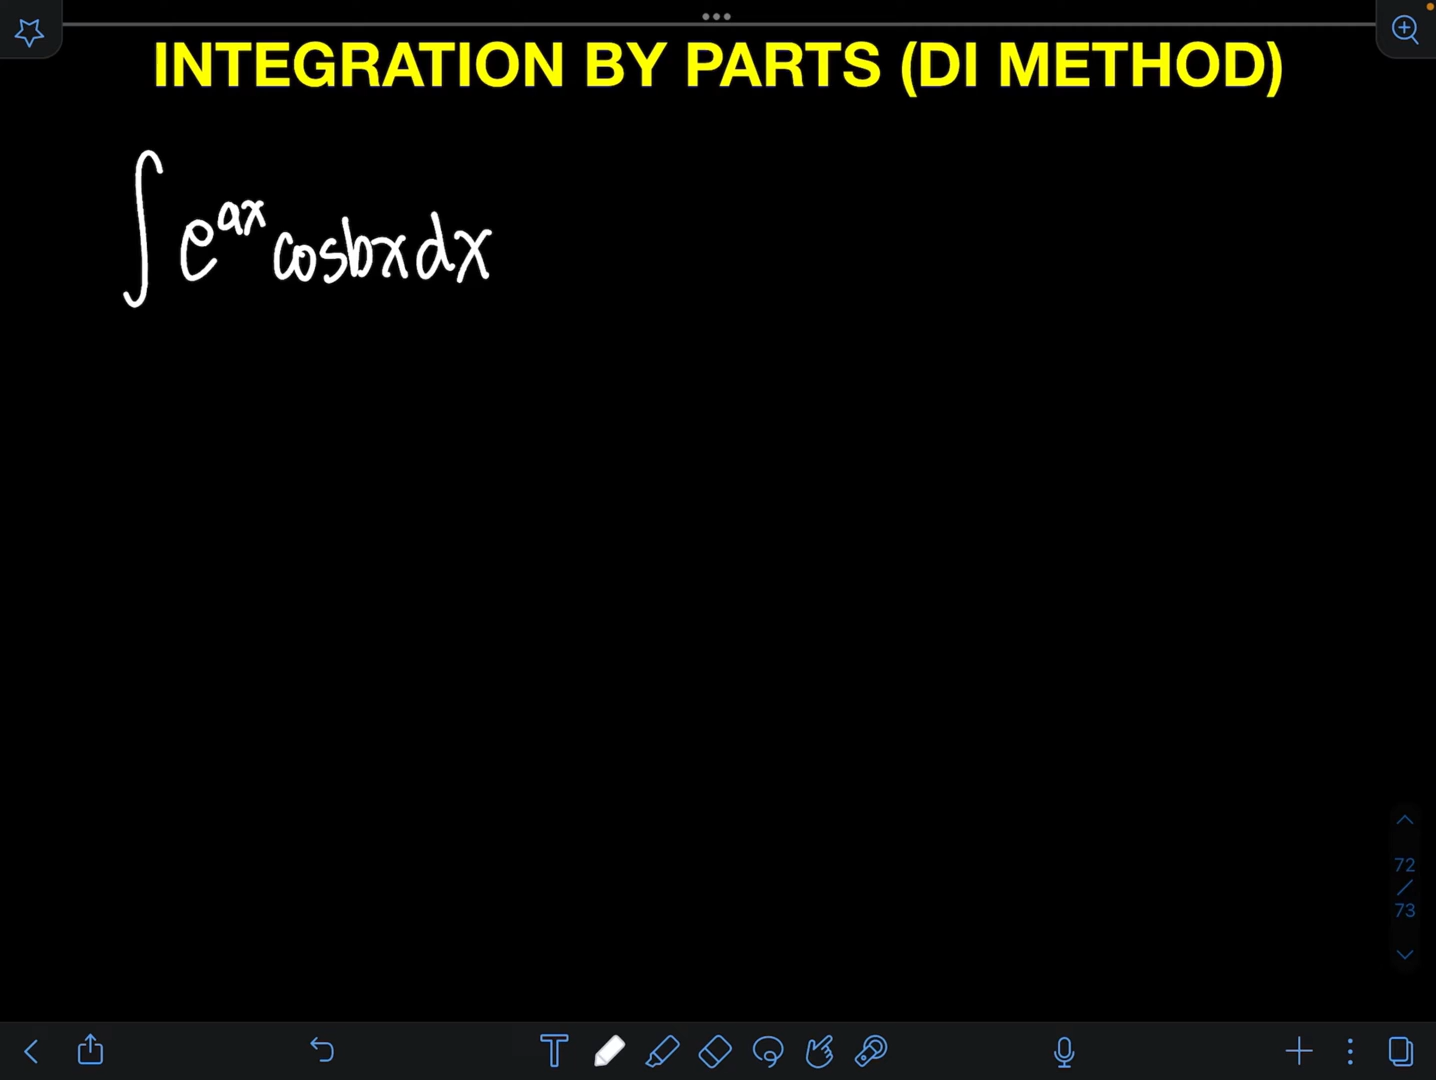 INTEGRATION BY PARTS (DI METHOD)
∫ e^{ax} cosbx dx
72
/
73
T